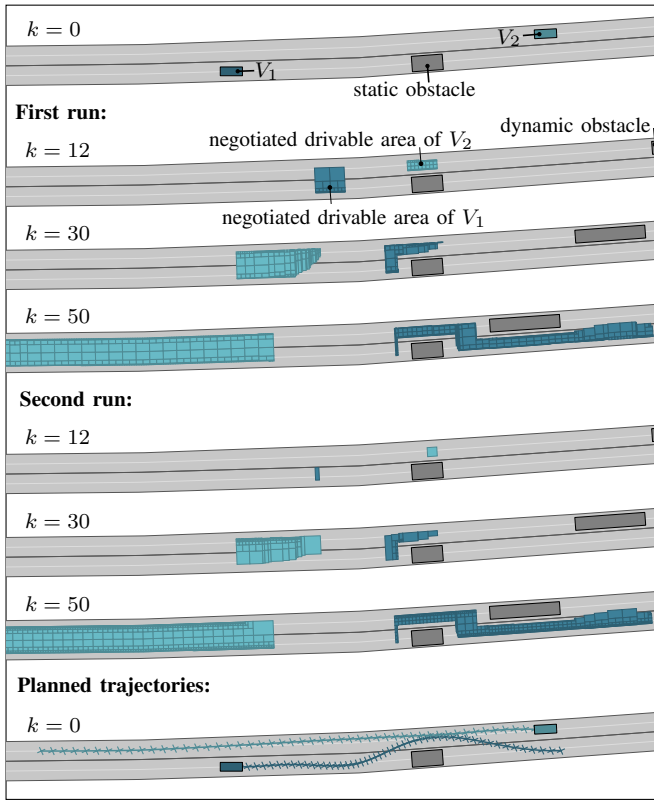 k = 0
V₂
V₁
static obstacle
First run:
dynamic obstacle
negotiated drivable area of V₂
k = 12
negotiated drivable area of V₁
k = 30
k = 50
Second run:
k = 12
k = 30
k = 50
Planned trajectories:
k = 0